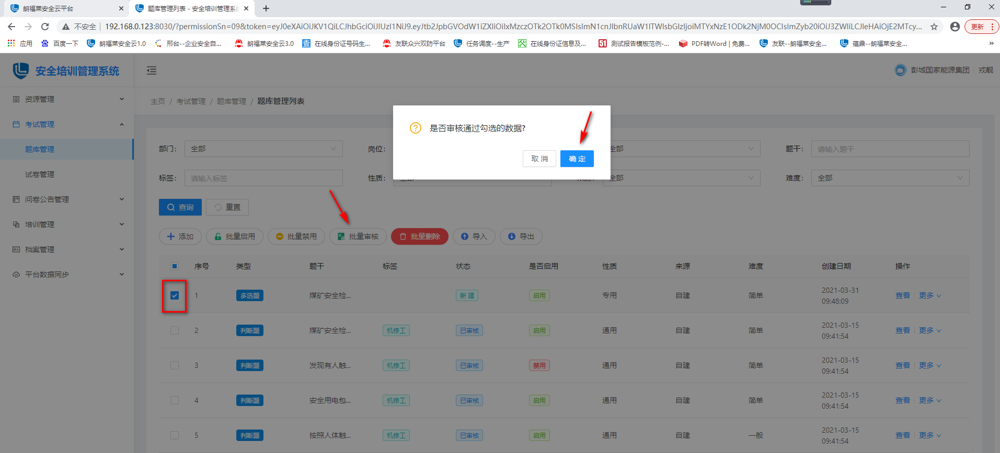 朗福莱安全云平台
题库管理列表 - 安全培训管理系统
不安全
192.168.0.123:8030/?permissionSn=09&token=eyJ0eXAiOiJKV1QiLCJhbGciOiJIUzI1NiJ9.eyJtb2JpbGVOdW1iZXIiOiIxMzczOTk2OTk0MSIsImN1cnJlbnRUaW1lTWlsbGlzIjoiMTYxNzE1ODk2NjM0OCIsImZyb20iOiJ3ZWIiLCJleHAiOjE2MTcy...
更新
应用
百度一下
朗福莱安全云1.0
邢台--企业安全自...
朗福莱安全云3.0
查
在线身份证号码生...
友联众兴双防平台
任务调度--生产
在线身份证信息及...
51
测试报告模板范例-...
PDF转Word | 免费...
友联--朗福莱安全...
蕴鼎--朗福莱安全...
»
安全培训管理系统
彭城国家能源集团
戎靓
资源管理
考试管理
题库管理
试卷管理
问卷公告管理
培训管理
档案管理
平台数据同步
主页 / 考试管理 / 题库管理 / 题库管理列表
是否审核通过勾选的数据?
取 消
确 定
部门：
全部
岗位：
全部
题干：
请输入题干
标签：
请输入标签
性质：
全部
难度：
全部
查询
重置
添加
批量启用
批量禁用
批量审核
批量删除
导入
导出
序号 类型 题干 标签 状态 是否启用 性质 来源 难度 创建日期 操作
1 多选题 煤矿安全检... 新 建 启用 专用 自建 简单 2021-03-31 09:48:09 查看 更多
2 判断题 煤矿安全检... 机修工 已审核 启用 通用 自建 简单 2021-03-15 09:41:54 查看 更多
3 判断题 发现有人触... 机修工 已审核 禁用 通用 自建 简单 2021-03-15 09:41:54 查看 更多
4 判断题 安全用电包... 机修工 已审核 启用 通用 自建 简单 2021-03-15 09:41:54 查看 更多
5 判断题 按照人体触... 机修工 已审核 启用 通用 自建 一般 2021-03-15 09:41:54 查看 更多